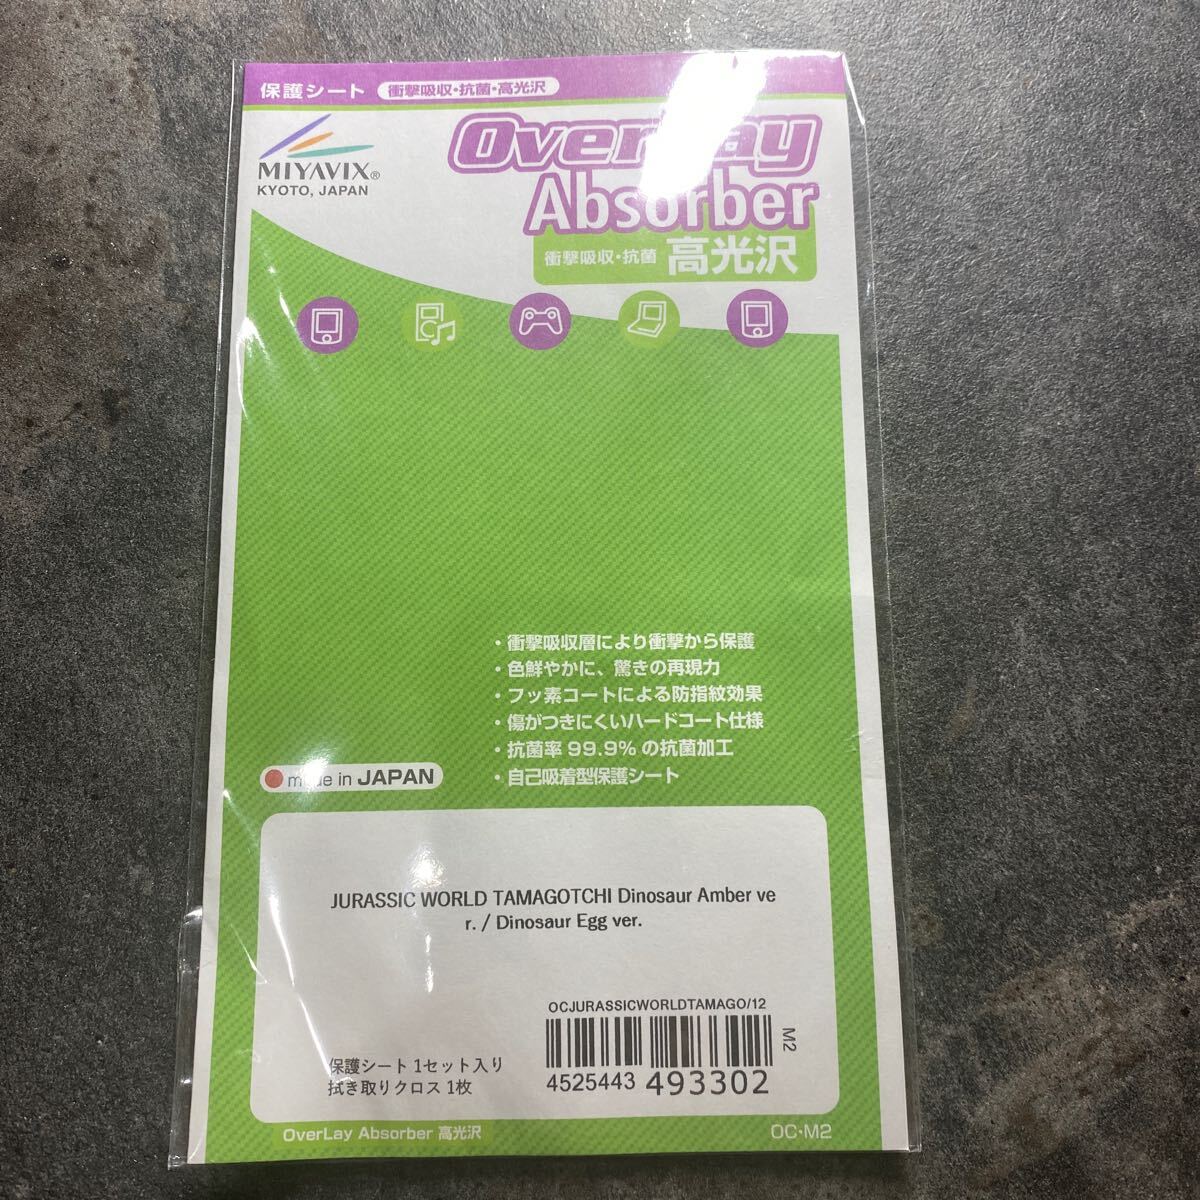 保護シート 衝撃吸収・抗菌・高光沢
MIYAVIX®
KYOTO, JAPAN
OverLay
Absorber
衝撃吸収・抗菌 高光沢
・衝撃吸収層により衝撃から保護
・色鮮やかに、驚きの再現力
・フッ素コートによる防指紋効果
・傷がつきにくいハードコート仕様
・抗菌率 99.9% の抗菌加工
・自己吸着型保護シート
made in JAPAN
JURASSIC WORLD TAMAGOTCHI Dinosaur Amber ve
r. / Dinosaur Egg ver.
OCJURASSICWORLDTAMAGO/12
M2
4525443 493302
保護シート 1セット入り
拭き取りクロス 1枚
OverLay Absorber 高光沢
OC・M2